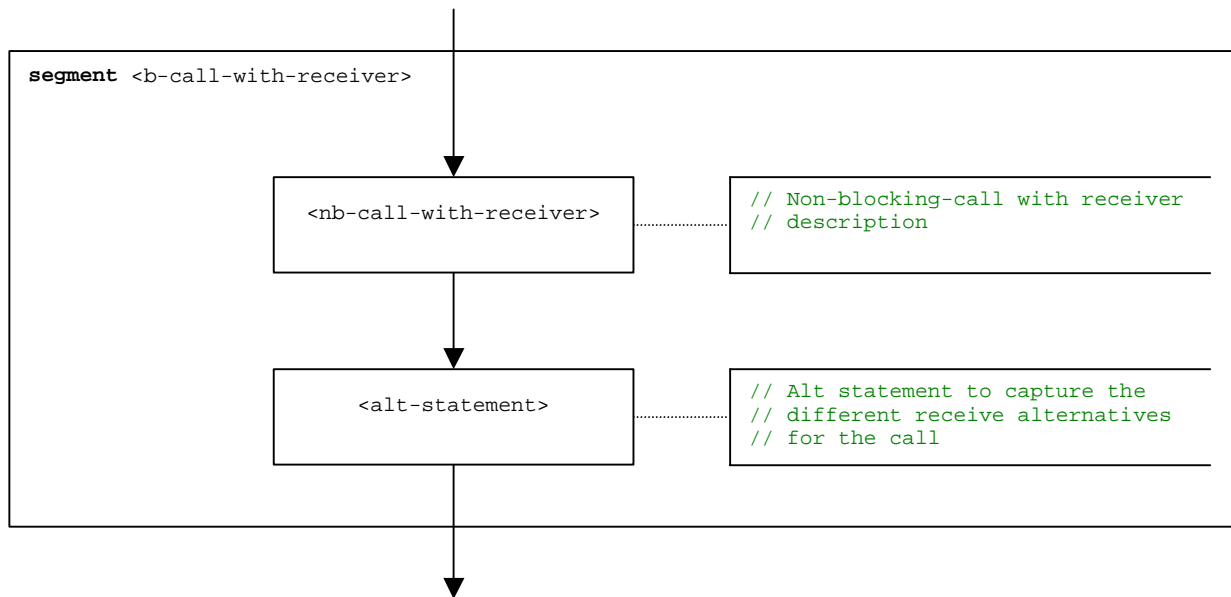 segment <b-call-with-receiver>
<nb-call-with-receiver>
// Non-blocking-call with receiver
// description
<alt-statement>
// Alt statement to capture the
// different receive alternatives
// for the call